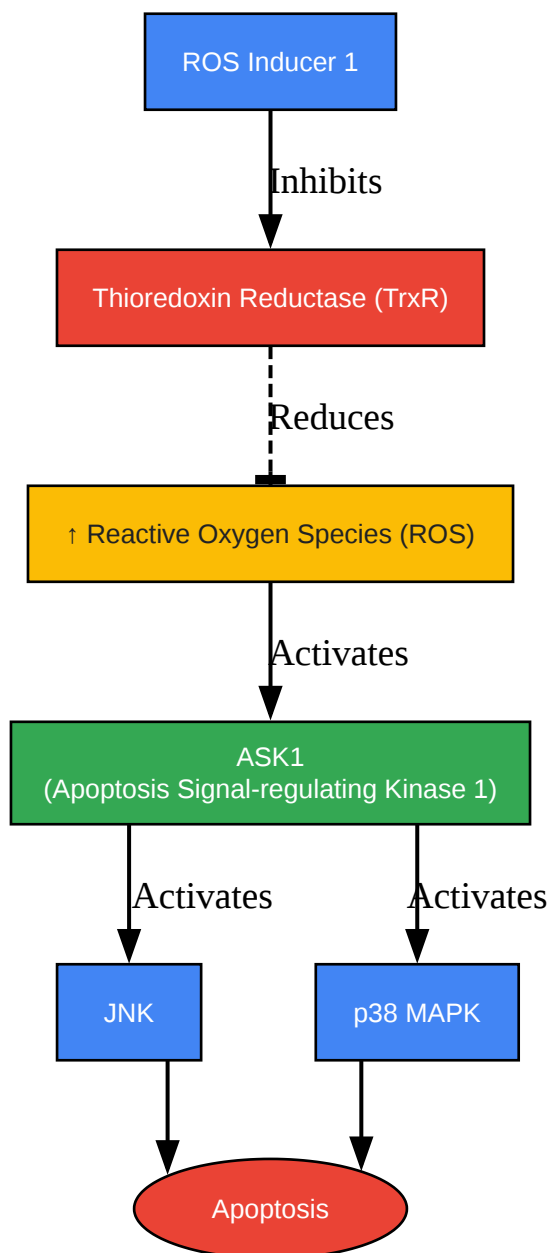 ROS Inducer 1
Inhibits
Thioredoxin Reductase (TrxR)
Reduces
↑ Reactive Oxygen Species (ROS)
Activates
ASK1
(Apoptosis Signal-regulating Kinase 1)
Activates
Activates
JNK
p38 MAPK
Apoptosis